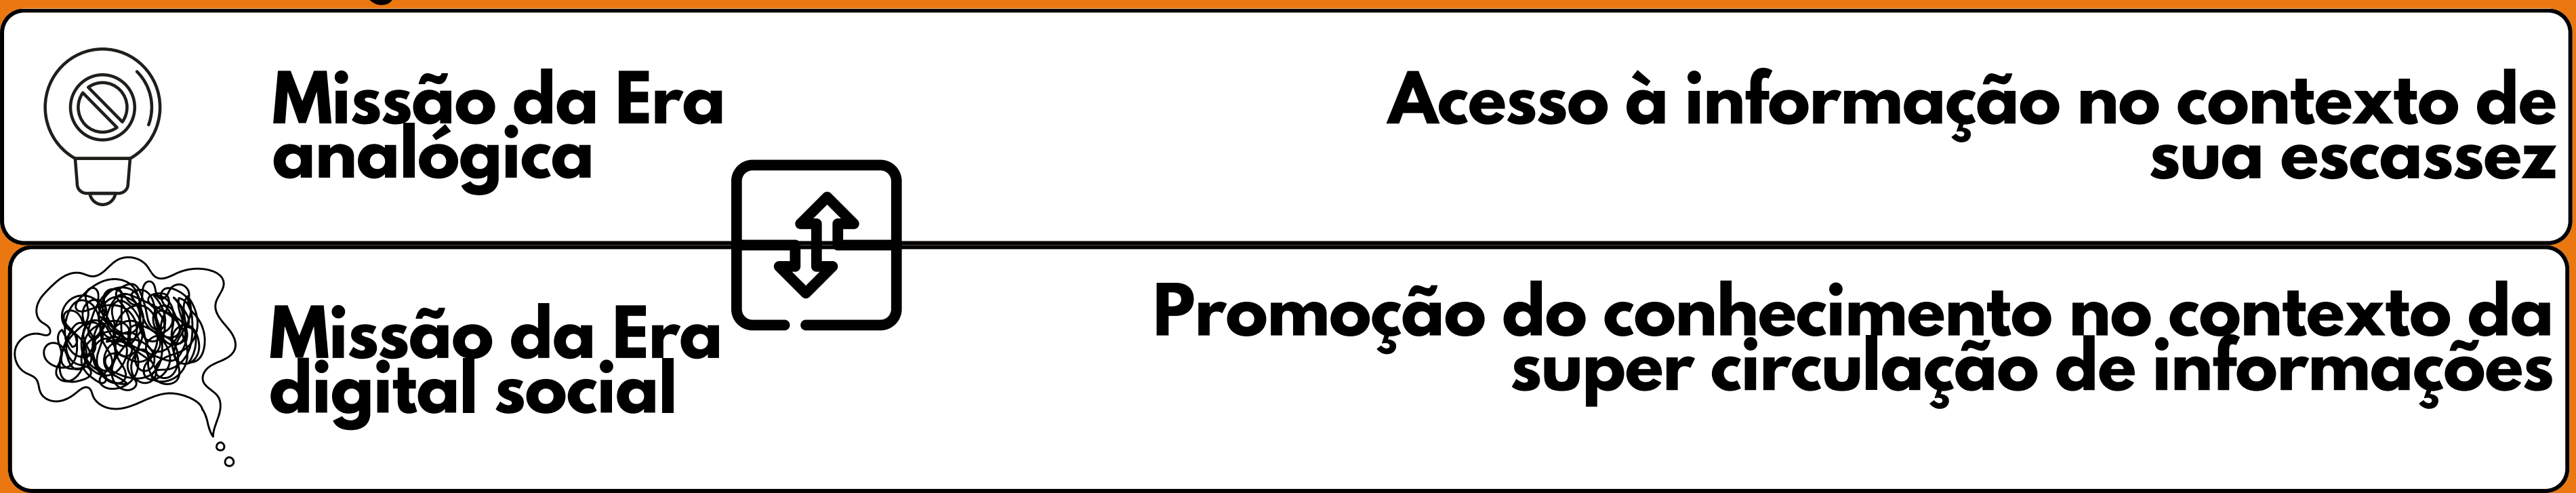 Missão da Era
analógica
Acesso à informação no contexto de
sua escassez
Missão da Era
digital social
Promoção do conhecimento no contexto da
super circulação de informações